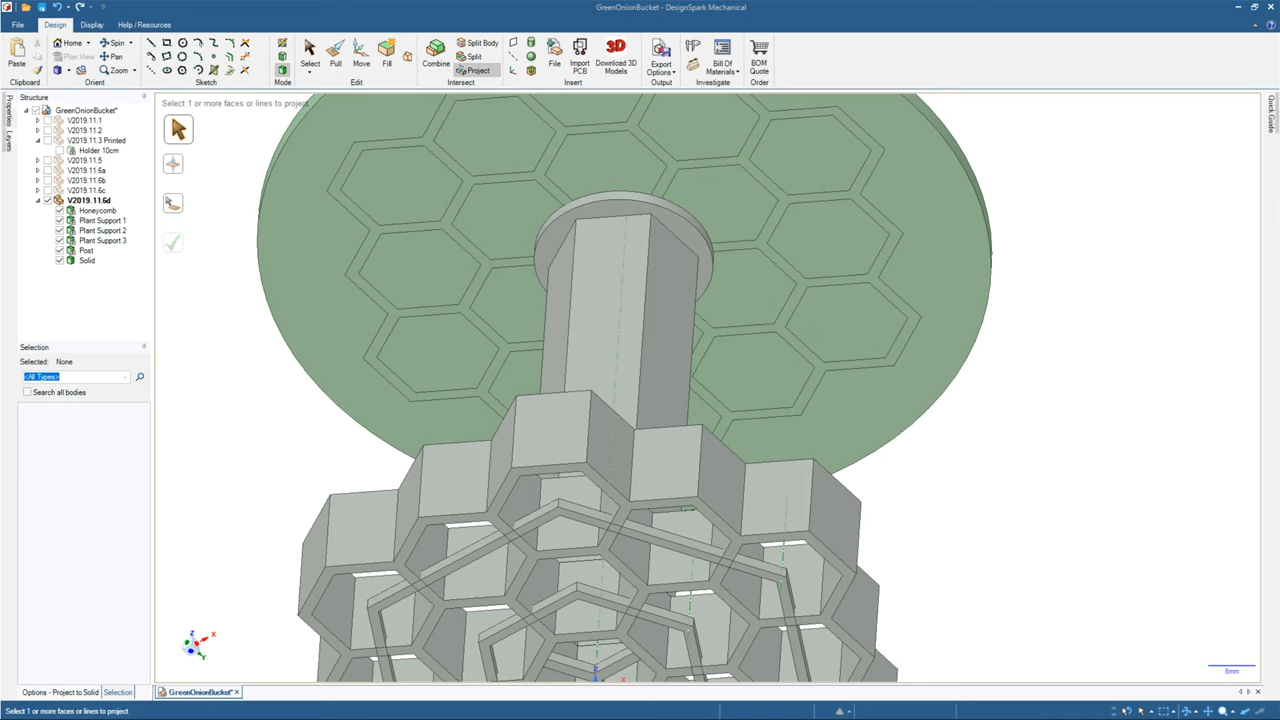 GreenOnionBucket - DesignSpark Mechanical
File Design Display Help / Resources
Home Spin
Plan View Pan
Zoom
Paste
Select Pull Move Fill
Combine Split Body
Split
Project
File Import PCB Download 3D Models
Export Options
Bill Of Materials
BOM Quote
Clipboard Orient Sketch Mode Edit Intersect Insert Output Investigate Order
Structure
GreenOnionBucket*
V2019.11.1
V2019.11.2
V2019.11.3 Printed
Holder 10cm
V2019.11.5
V2019.11.6a
V2019.11.6b
V2019.11.6c
V2019.11.6d
Honeycomb
Plant Support 1
Plant Support 2
Plant Support 3
Post
Solid
Properties
Layers
Selection
Selected: None
<All Types>
Search all bodies
Options - Project to Solid Selection
Select 1 or more faces or lines to project
Z
X
Y
X
8mm
Quick Guide
GreenOnionBucket*
Select 1 or more faces or lines to project